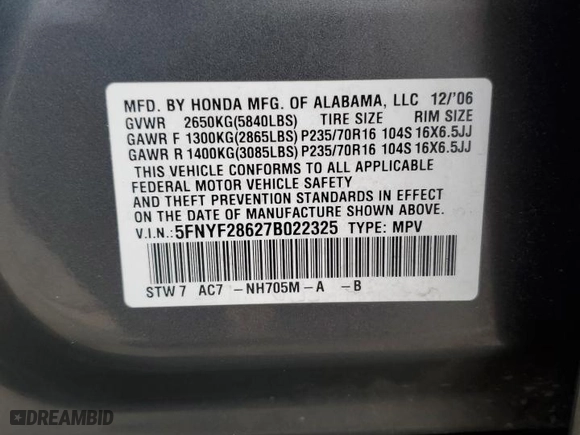 MFD. BY HONDA MFG. OF ALABAMA, LLC 12/'06
GVWR 2650KG(5840LBS) TIRE SIZE RIM SIZE
GAWR F 1300KG(2865LBS) P235/70R16 104S 16X6.5JJ
GAWR R 1400KG(3085LBS) P235/70R16 104S 16X6.5JJ
THIS VEHICLE CONFORMS TO ALL APPLICABLE
FEDERAL MOTOR VEHICLE SAFETY
AND THEFT PREVENTION STANDARDS IN EFFECT
ON THE DATE OF MANUFACTURE SHOWN ABOVE.
V.I.N.: 5FNYF28627B022325 TYPE: MPV
STW7 AC7 -NH705M-A -B
DREAMBID